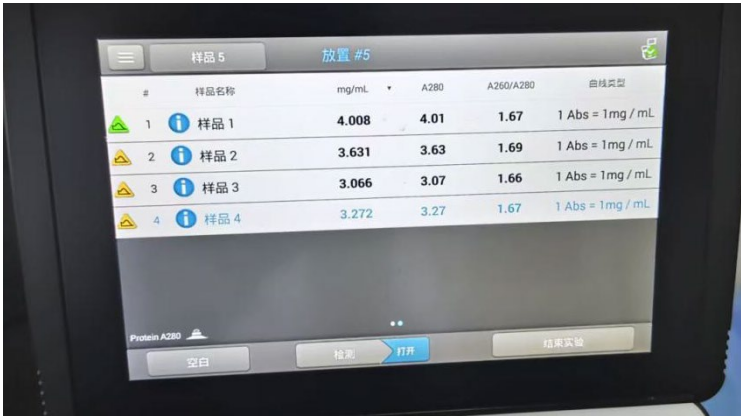 样品 5 放置 #5
# 样品名称 mg/mL A280 A260/A280 曲线类型
1 样品 1 4.008 4.01 1.67 1 Abs = 1mg / mL
2 样品 2 3.631 3.63 1.69 1 Abs = 1mg / mL
3 样品 3 3.066 3.07 1.66 1 Abs = 1mg / mL
4 样品 4 3.272 3.27 1.67 1 Abs = 1mg / mL
Protein A280
空白 检测 打开 结束实验